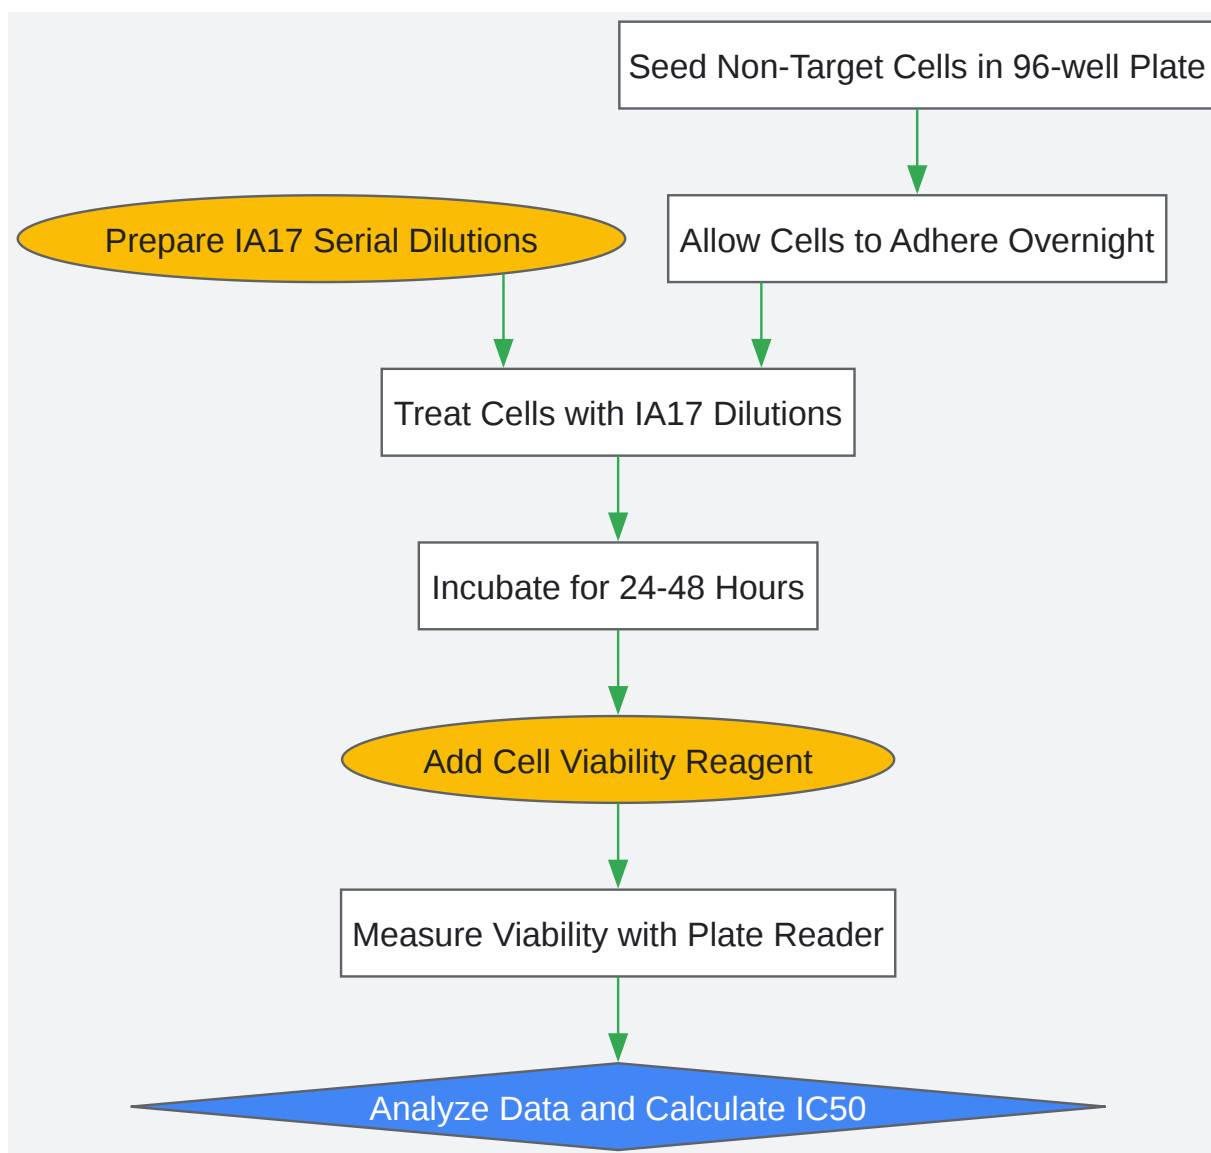 Seed Non-Target Cells in 96-well Plate
Prepare IA17 Serial Dilutions
Allow Cells to Adhere Overnight
Treat Cells with IA17 Dilutions
Incubate for 24-48 Hours
Add Cell Viability Reagent
Measure Viability with Plate Reader
Analyze Data and Calculate IC50